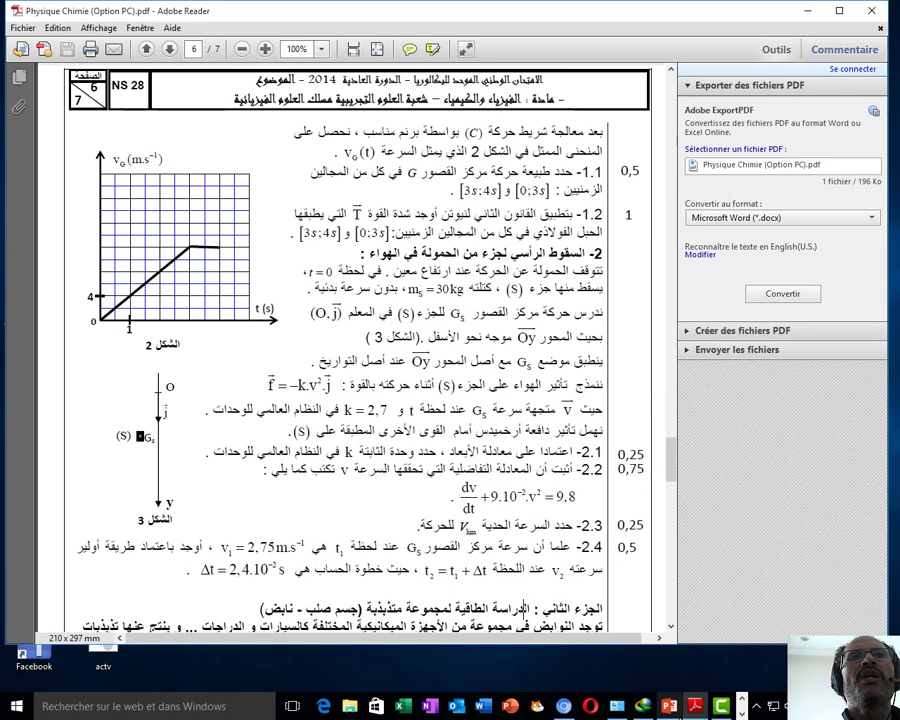 Physique Chimie (Option PC).pdf - Adobe Reader
Fichier Edition Affichage Fenêtre Aide
6 / 7 100% Outils Commentaire
Se connecter
Exporter des fichiers PDF
Adobe ExportPDF
Convertissez des fichiers PDF au format Word ou Excel Online.
Sélectionner un fichier PDF:
Physique Chimie (Option PC).pdf
1 fichier / 196 Ko
Convertir au format:
Microsoft Word (*.docx)
Reconnaître le texte en English(U.S.)
Modifier
Convertir
Créer des fichiers PDF
Envoyer les fichiers
الصفحة
6
7
NS 28
الامتحان الوطني الموحد للبكالوريا - الدورة العادية 2014 - الموضوع
- مادة : الفيزياء والكيمياء – شعبة العلوم التجريبية مسلك العلوم الفيزيائية
بعد معالجة شريط حركة (C) بواسطة برنم مناسب ، نحصل على
المنحنى الممثل في الشكل 2 الذي يمثل السرعة v_G(t) .
1.1- حدد طبيعة حركة مركز القصور G في كل من المجالين 0,5
الزمنيين : [0;3s] و [3s;4s] .
1.2- بتطبيق القانون الثاني لنيوتن أوجد شدة القوة T التي يطبقها 1
الحبل الفولاذي في كل من المجالين الزمنيين:[0;3s] و [3s;4s] .
2- السقوط الرأسي لجزء من الحمولة في الهواء :
تتوقف الحمولة عن الحركة عند ارتفاع معين . في لحظة t=0،
يسقط منها جزء (S) ، كتلته m_S = 30kg، بدون سرعة بدئية .
ندرس حركة مركز القصور G_S للجزء (S) في المعلم (O, j)
بحيث المحور Oy موجه نحو الأسفل .(الشكل 3 )
ينطبق موضع G_S مع أصل المحور Oy عند أصل التواريخ .
ننمذج تأثير الهواء على الجزء (S) أثناء حركته بالقوة : f = −k.v².j
حيث v متجهة سرعة G_S عند لحظة t و k = 2,7 في النظام العالمي للوحدات .
نهمل تأثير دافعة أرخميدس أمام القوى الأخرى المطبقة على (S).
2.1- اعتمادا على معادلة الأبعاد ، حدد وحدة الثابتة k في النظام العالمي للوحدات . 0,25
2.2- أثبت أن المعادلة التفاضلية التي تحققها السرعة v تكتب كما يلي : 0,75
dv/dt + 9.10⁻².v² = 9,8 .
2.3- حدد السرعة الحدية V_lim للحركة. 0,25
2.4- علما أن سرعة مركز القصور G_S عند لحظة t₁ هي v₁ = 2,75m.s⁻¹ ، أوجد باعتماد طريقة أولير 0,5
سرعته v₂ عند اللحظة t₂ = t₁ + Δt ، حيث خطوة الحساب هي Δt = 2,4.10⁻² s .
الجزء الثاني : الدراسة الطاقية لمجموعة متذبذبة (جسم صلب - نابض)
توجد النوابض في مجموعة من الأجهزة الميكانيكية المختلفة كالسيارات و الدراجات ... و ينتج عنها تذبذبات
v_G (m.s⁻¹)
4
0
1
t (s)
الشكل 2
O
j
(S) G_S
y
الشكل 3
210 x 297 mm
Facebook
actv
Rechercher sur le Web et dans Windows